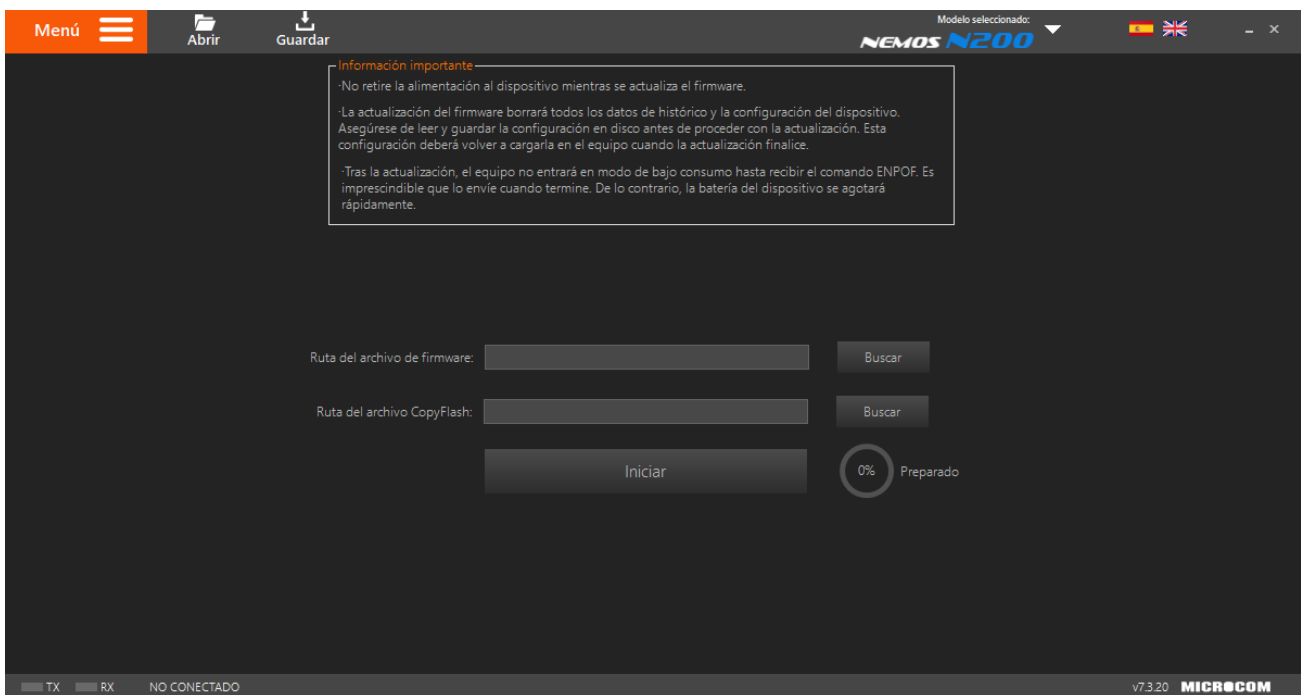 Menú
Abrir
Guardar
Modelo seleccionado:
NEMOS N200
Información importante
·No retire la alimentación al dispositivo mientras se actualiza el firmware.
·La actualización del firmware borrará todos los datos de histórico y la configuración del dispositivo.
Asegúrese de leer y guardar la configuración en disco antes de proceder con la actualización. Esta
configuración deberá volver a cargarla en el equipo cuando la actualización finalice.
·Tras la actualización, el equipo no entrará en modo de bajo consumo hasta recibir el comando ENPOF. Es
imprescindible que lo envíe cuando termine. De lo contrario, la batería del dispositivo se agotará
rápidamente.
Ruta del archivo de firmware:
Buscar
Ruta del archivo CopyFlash:
Buscar
Iniciar
0%
Preparado
TX
RX
NO CONECTADO
v7.3.20
MICROCOM